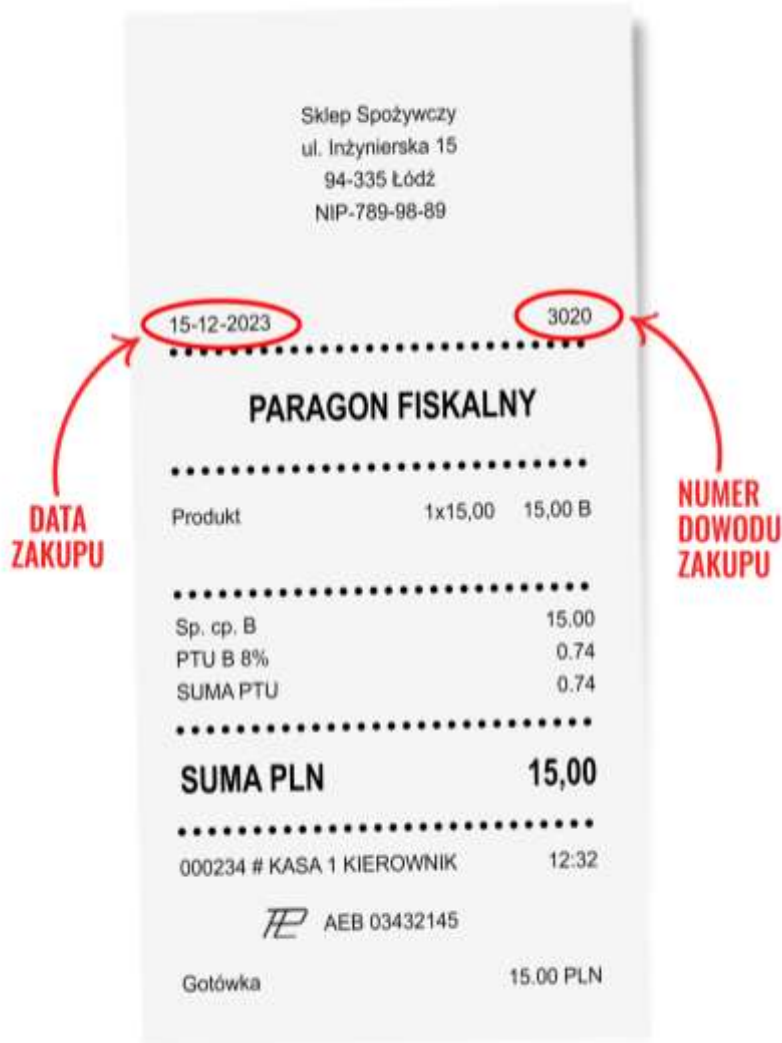 Sklep Spożywczy
ul. Inżynierska 15
94-335 Łódź
NIP-789-98-89
15-12-2023 3020
PARAGON FISKALNY
Produkt 1x15,00 15,00 B
DATA ZAKUPU
NUMER DOWODU ZAKUPU
Sp. cp. B 15.00
PTU B 8% 0.74
SUMA PTU 0.74
SUMA PLN 15,00
000234 # KASA 1 KIEROWNIK 12:32
AEB 03432145
Gotówka 15.00 PLN